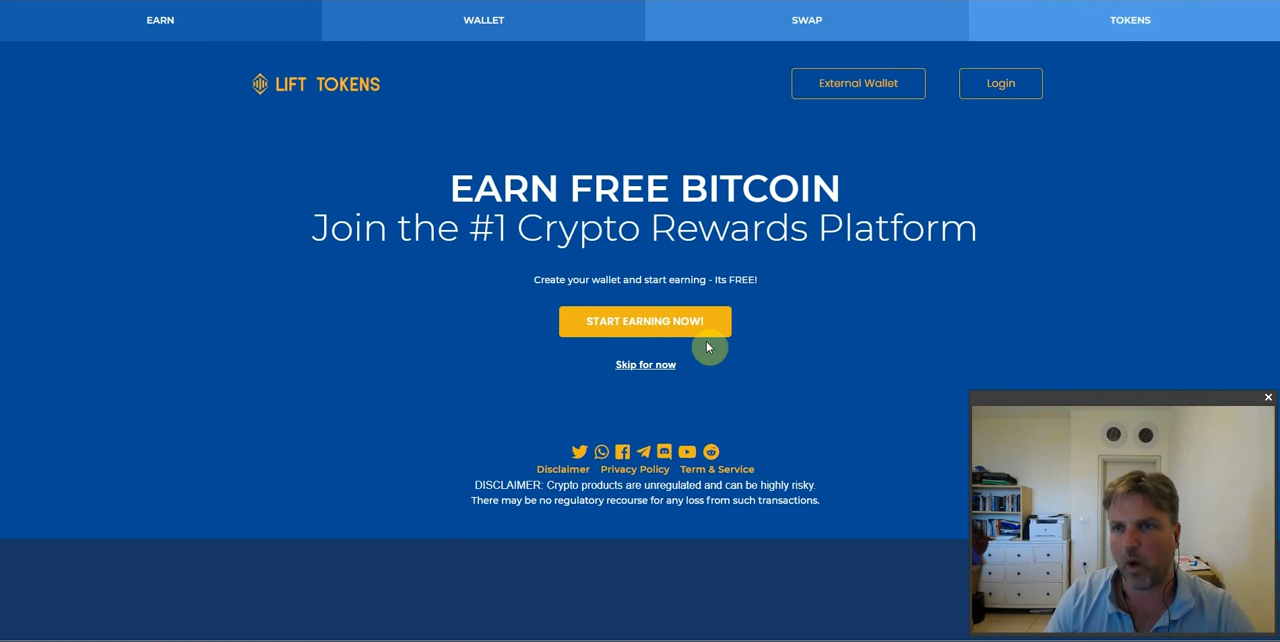 EARN
WALLET
SWAP
TOKENS
LIFT TOKENS
External Wallet
Login
EARN FREE BITCOIN
Join the #1 Crypto Rewards Platform
Create your wallet and start earning - Its FREE!
START EARNING NOW!
Skip for now
Disclaimer Privacy Policy Term & Service
DISCLAIMER: Crypto products are unregulated and can be highly risky.
There may be no regulatory recourse for any loss from such transactions.